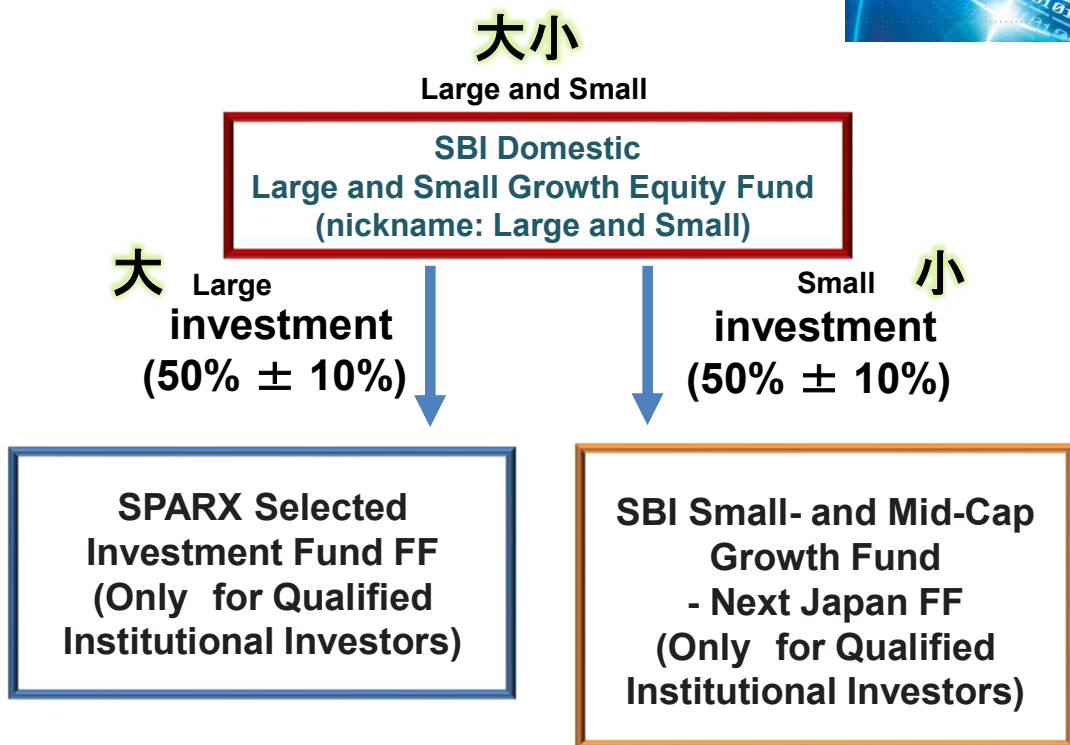 大小
Large and Small
SBI Domestic
Large and Small Growth Equity Fund
(nickname: Large and Small)
大 Large
investment
(50% ± 10%)
Small 小
investment
(50% ± 10%)
SPARX Selected
Investment Fund FF
(Only for Qualified
Institutional Investors)
SBI Small- and Mid-Cap
Growth Fund
- Next Japan FF
(Only for Qualified
Institutional Investors)